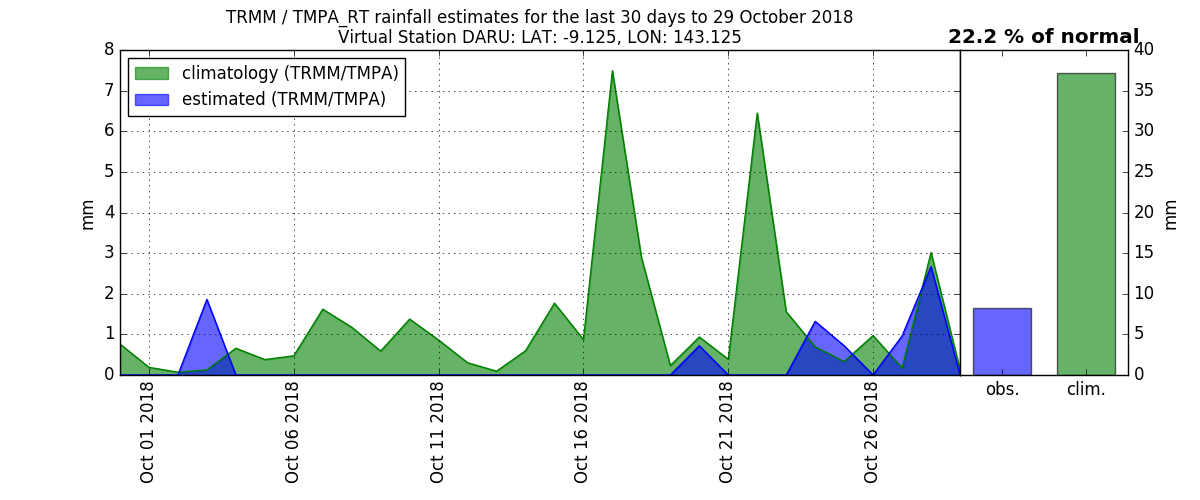 TRMM / TMPA_RT rainfall estimates for the last 30 days to 29 October 2018
Virtual Station DARU: LAT: -9.125, LON: 143.125
22.2 % of normal
climatology (TRMM/TMPA)
estimated (TRMM/TMPA)
8
7
6
5
4
3
2
1
0
mm
Oct 01 2018
Oct 06 2018
Oct 11 2018
Oct 16 2018
Oct 21 2018
Oct 26 2018
obs.
clim.
40
35
30
25
20
15
10
5
0
mm